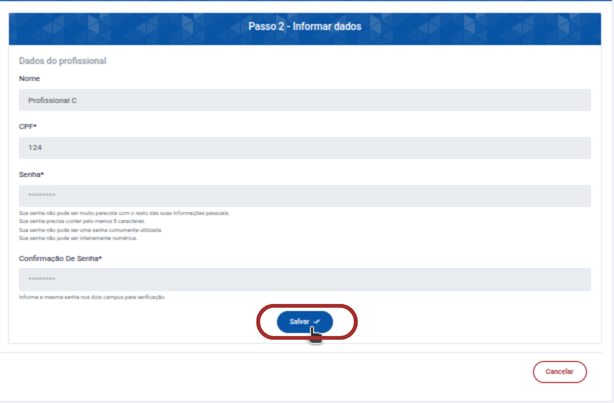 Passo 2 - Informar dados
Dados do profissional
Nome
Profissional C
CPF*
124
Senha*
********
Sua senha não pode ser muito parecida com o resto das suas informações pessoais.
Sua senha precisa conter pelo menos 8 caracteres.
Sua senha não pode ser uma senha comumente utilizada.
Sua senha não pode ser inteiramente numérica.
Confirmação De Senha*
********
Informe a mesma senha nos dois campos para verificação.
Salvar
Cancelar